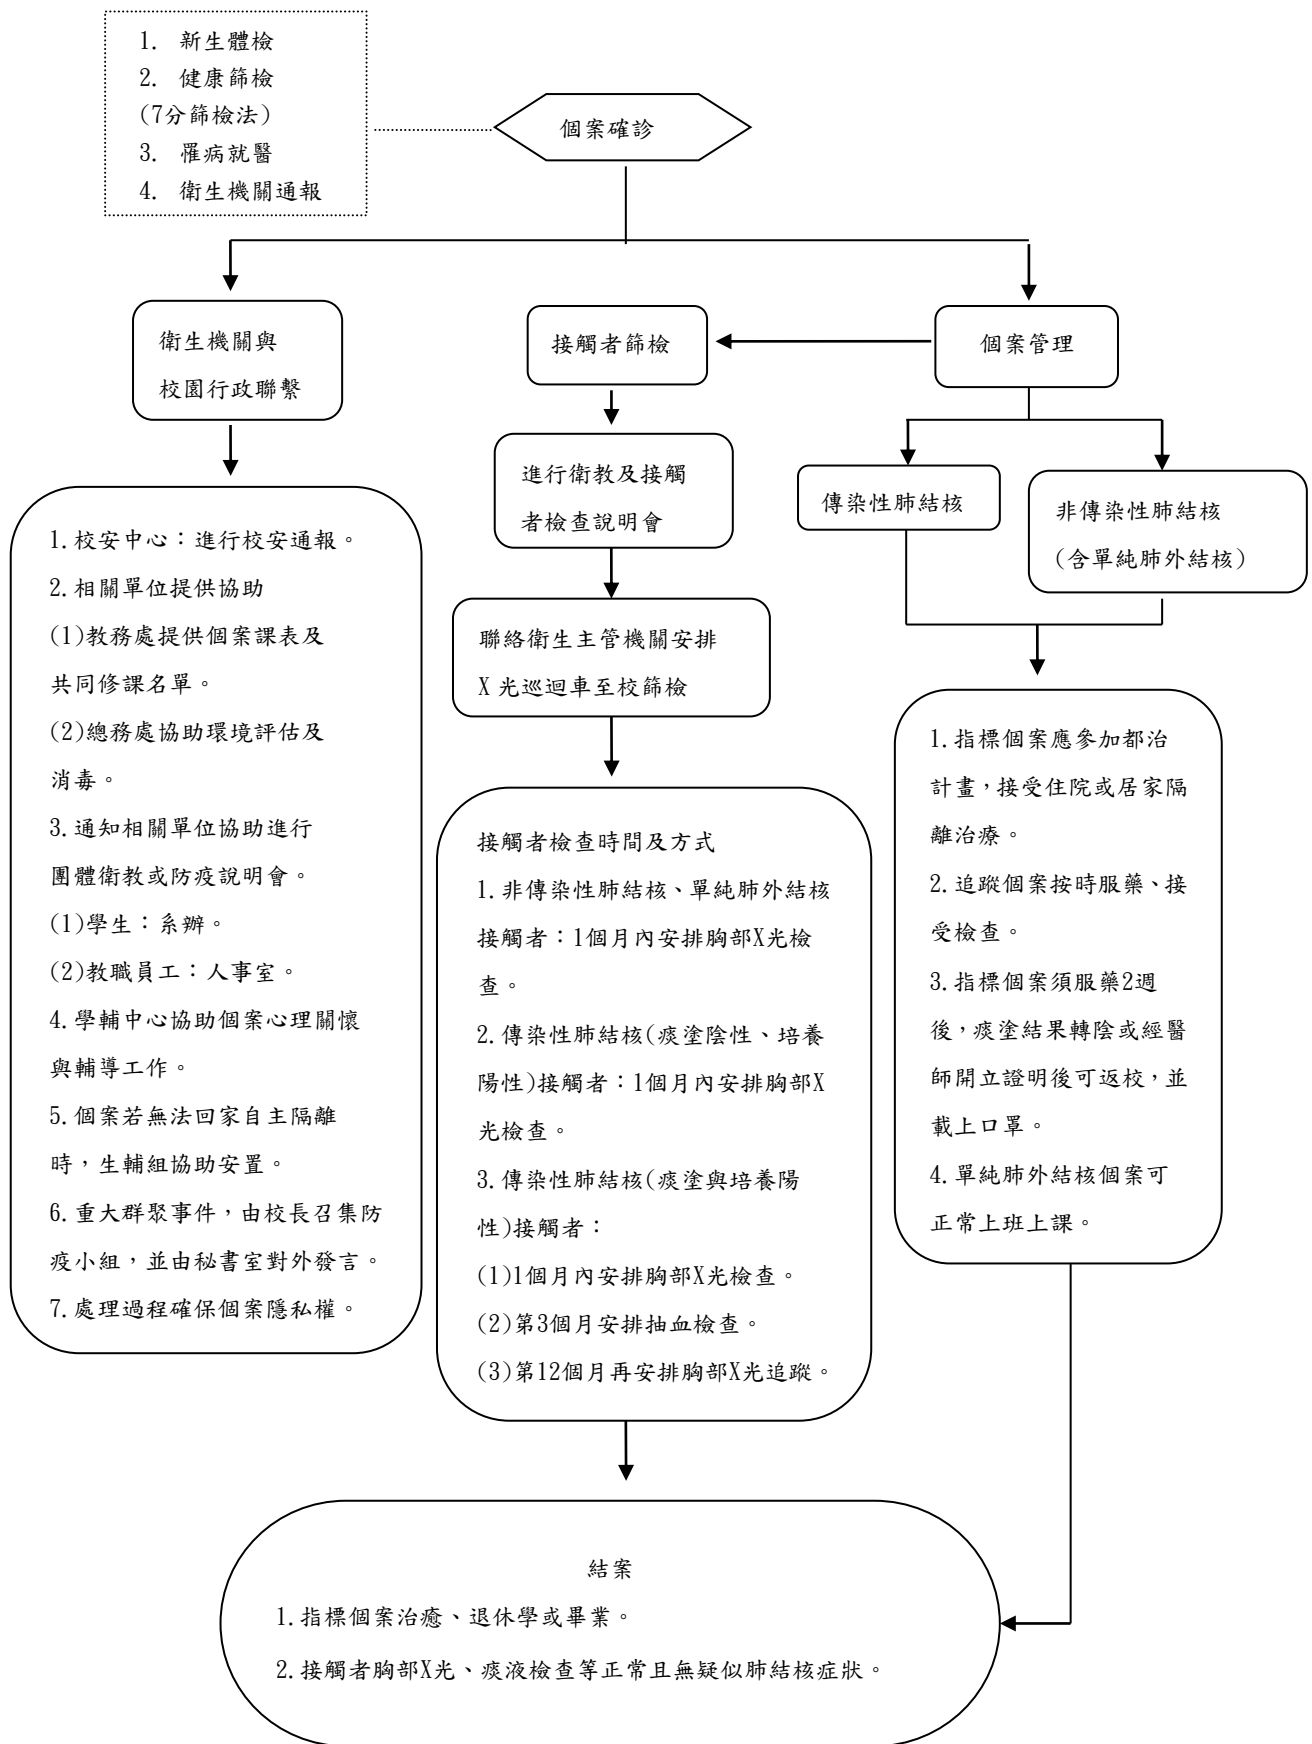 1. 新生體檢
2. 健康篩檢
(7分篩檢法)
3. 罹病就醫
4. 衛生機關通報
個案確診
衛生機關與
校園行政聯繫
接觸者篩檢
個案管理
進行衛教及接觸
者檢查說明會
傳染性肺結核
非傳染性肺結核
(含單純肺外結核)
聯絡衛生主管機關安排
X光巡迴車至校篩檢
1.校安中心：進行校安通報。
2.相關單位提供協助
(1)教務處提供個案課表及
共同修課名單。
(2)總務處協助環境評估及
消毒。
3.通知相關單位協助進行
團體衛教或防疫說明會。
(1)學生：系辦。
(2)教職員工：人事室。
4.學輔中心協助個案心理關懷
與輔導工作。
5.個案若無法回家自主隔離
時，生輔組協助安置。
6.重大群聚事件，由校長召集防
疫小組，並由秘書室對外發言。
7.處理過程確保個案隱私權。
接觸者檢查時間及方式
1.非傳染性肺結核、單純肺外結核
接觸者：1個月內安排胸部X光檢
查。
2.傳染性肺結核(痰塗陰性、培養
陽性)接觸者：1個月內安排胸部X
光檢查。
3.傳染性肺結核(痰塗與培養陽
性)接觸者：
(1)1個月內安排胸部X光檢查。
(2)第3個月安排抽血檢查。
(3)第12個月再安排胸部X光追蹤。
1.指標個案應參加都治
計畫，接受住院或居家隔
離治療。
2.追蹤個案按時服藥、接
受檢查。
3.指標個案須服藥2週
後，痰塗結果轉陰或經醫
師開立證明後可返校，並
載上口罩。
4.單純肺外結核個案可
正常上班上課。
結案
1.指標個案治癒、退休學或畢業。
2.接觸者胸部X光、痰液檢查等正常且無疑似肺結核症狀。